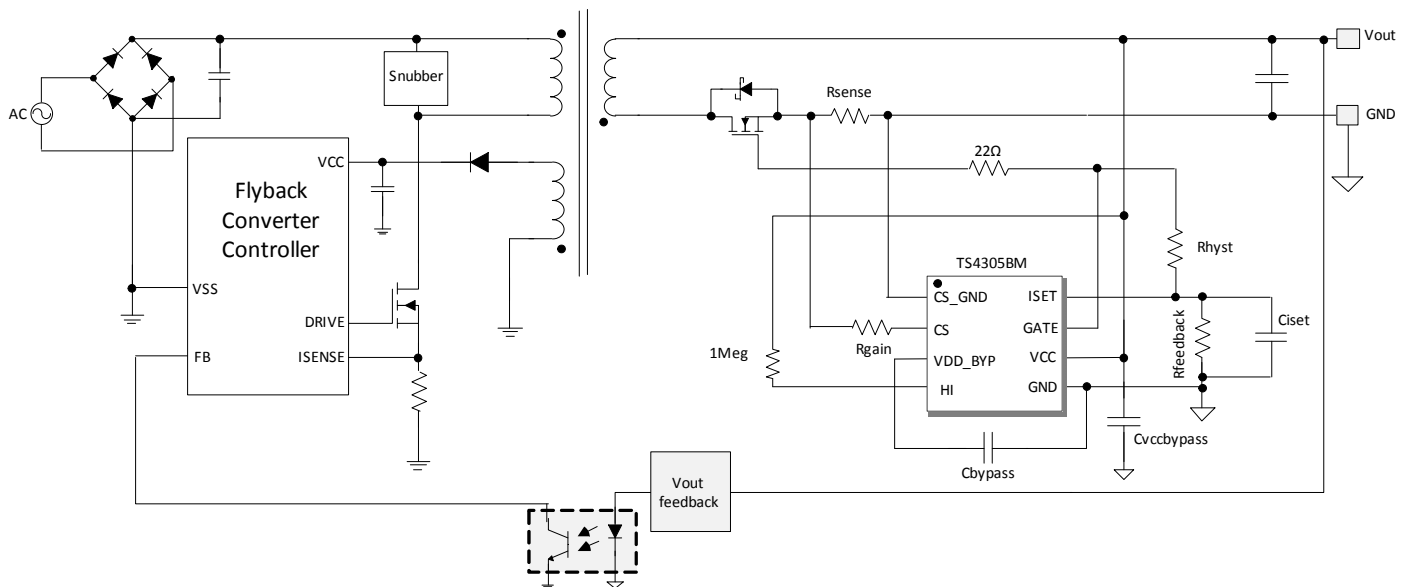 Vout
Snubber
Rsense
AC
GND
VCC
22Ω
Flyback
Converter
Controller
Rhyst
TS4305BM
VSS
CS_GND
ISET
DRIVE
CS
GATE
Ciset
Rfeedback
FB
ISENSE
1Meg
Rgain
VDD_BYP
VCC
HI
GND
Cvccbypass
Cbypass
Vout
feedback